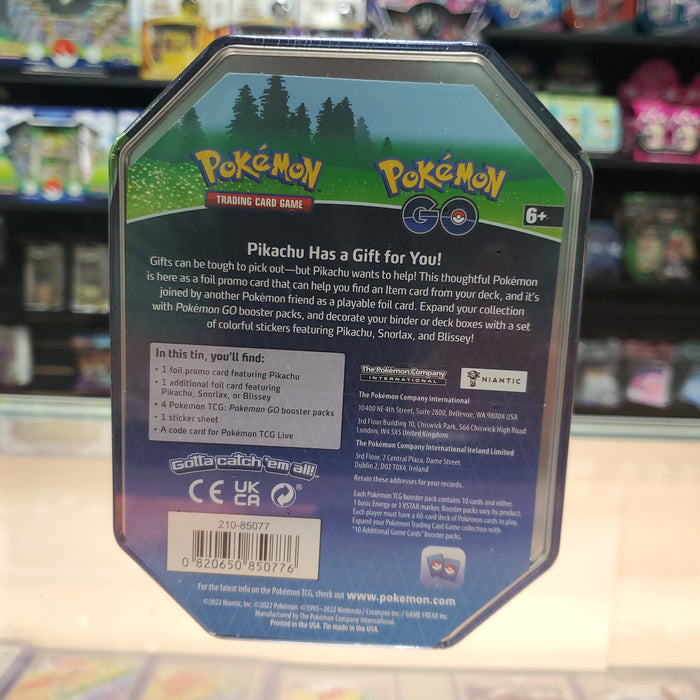 POKéMON
TRADING CARD GAME
POKéMON
GO
6+
Pikachu Has a Gift for You!
Gifts can be tough to pick out—but Pikachu wants to help! This thoughtful Pokémon
is here as a foil promo card that can help you find an Item card from your deck, and it's
joined by another Pokémon friend as a playable foil card. Expand your collection
with Pokémon GO booster packs, and decorate your binder or deck boxes with a set
of colorful stickers featuring Pikachu, Snorlax, and Blissey!
In this tin, you'll find:
• 1 foil promo card featuring Pikachu
• 1 additional foil card featuring
Pikachu, Snorlax, or Blissey
• 4 Pokémon TCG: Pokémon GO booster packs
• 1 sticker sheet
• A code card for Pokémon TCG Live
Gotta catch 'em all!
CE UK CA
210-85077
0 820650 850776
The Pokémon Company
INTERNATIONAL
NIANTIC
The Pokémon Company International
10400 NE 4th Street, Suite 2800, Bellevue, WA 98004 USA
3rd Floor Building 10, Chiswick Park, 566 Chiswick High Road
London, W4 5XS United Kingdom
The Pokémon Company International Ireland Limited
3rd Floor, 2 Central Plaza, Dame Street
Dublin 2, D02 T0X4, Ireland
Retain these addresses for your records.
Each Pokémon TCG booster pack contains 10 cards and either
1 basic Energy or 1 VSTAR marker. Booster packs vary by product.
Each player must have a 60-card deck of Pokémon cards to play.
Expand your Pokémon Trading Card Game collection with
"10 Additional Game Cards" booster packs.
For the latest info on the Pokémon TCG, check out www.pokemon.com
©2022 Niantic, Inc. ©2022 Pokémon. ©1995–2022 Nintendo / Creatures Inc. / GAME FREAK inc.
Manufactured by The Pokémon Company International.
Printed in the USA. Tin made in the USA.